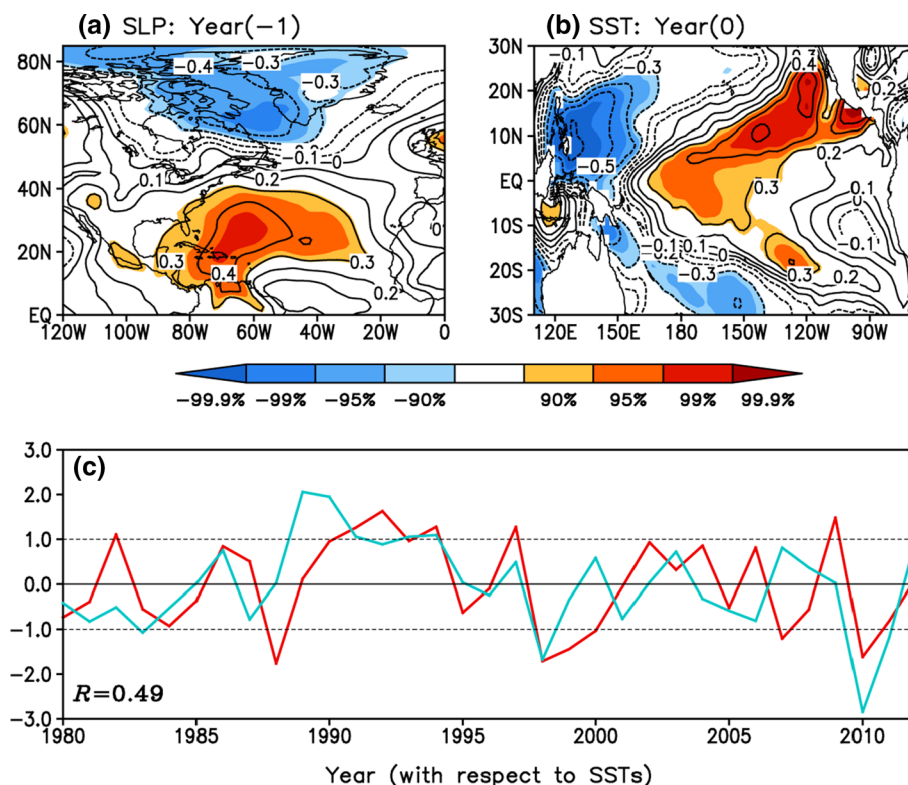 (a) SLP: Year(−1)
(b) SST: Year(0)
80N
60N
40N
20N
EQ
120W 100W 80W 60W 40W 20W 0
−0.3
−0.4
−0.3
−0.1
0
0.1
0.2
0
0.3
0.4
0.3
0.2
30N
20N
10N
EQ
10S
20S
30S
120E 150E 180 150W 120W 90W
−0.1
−0.3
0.4
0.2
−0.5
0.2
0.3
0.1
−0.1
−0.1
0.1
0
−0.3
0.3
0.2
−99.9% −99% −95% −90% 90% 95% 99% 99.9%
(c)
3.0
2.0
1.0
0.0
−1.0
−2.0
−3.0
R=0.49
1980 1985 1990 1995 2000 2005 2010
Year (with respect to SSTs)